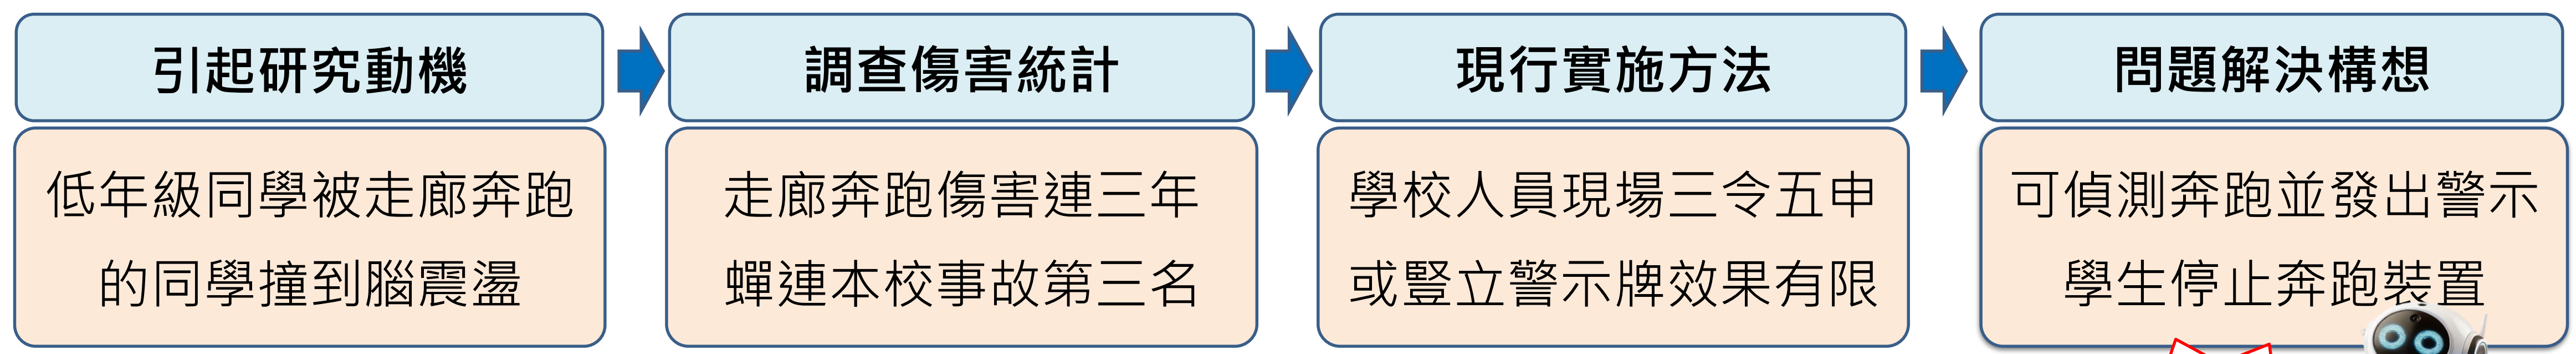 引起研究動機
低年級同學被走廊奔跑
的同學撞到腦震盪
調查傷害統計
走廊奔跑傷害連三年
蟬連本校事故第三名
現行實施方法
學校人員現場三令五申
或豎立警示牌效果有限
問題解決構想
可偵測奔跑並發出警示
學生停止奔跑裝置